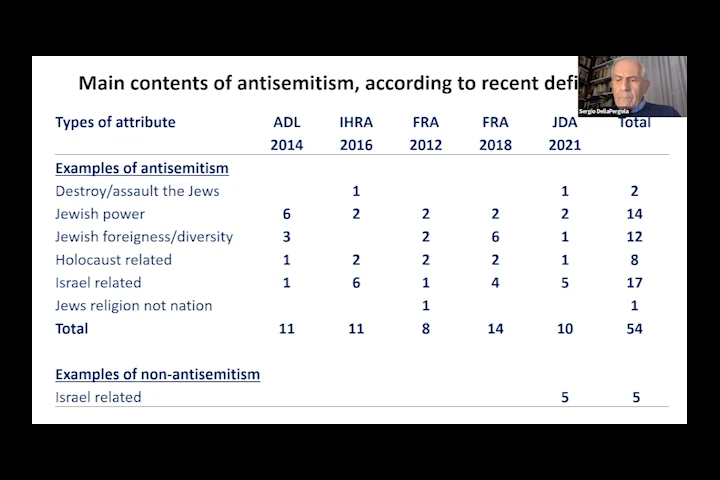 Main contents of antisemitism, according to recent
Sergio DellaPergola
Types of attribute ADL IHRA FRA FRA JDA Total
2014 2016 2012 2018 2021
Examples of antisemitism
Destroy/assault the Jews 1 1 2
Jewish power 6 2 2 2 2 14
Jewish foreigness/diversity 3 2 6 1 12
Holocaust related 1 2 2 2 1 8
Israel related 1 6 1 4 5 17
Jews religion not nation 1 1
Total 11 11 8 14 10 54
Examples of non-antisemitism
Israel related 5 5